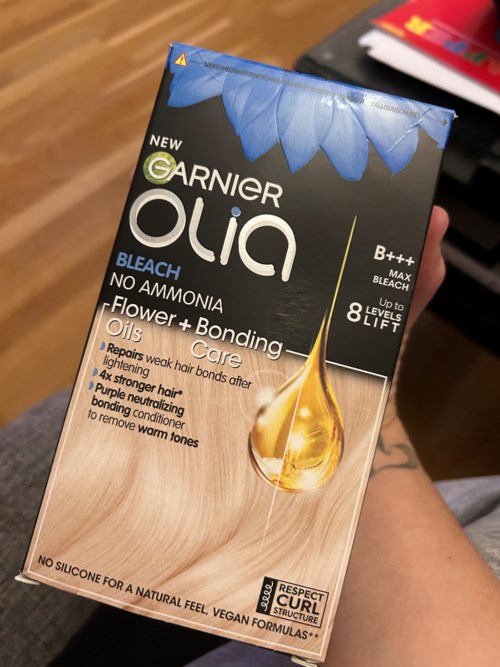 NEW
GARNIER
OLIA
BLEACH
NO AMMONIA
Flower + Bonding
Oils Care
Repairs weak hair bonds after
lightening
4x stronger hair*
Purple neutralizing
bonding conditioner
to remove warm tones
B+++
MAX
BLEACH
Up to
8 LEVELS
LIFT
NO SILICONE FOR A NATURAL FEEL, VEGAN FORMULAS**
RESPECT
CURL
STRUCTURE